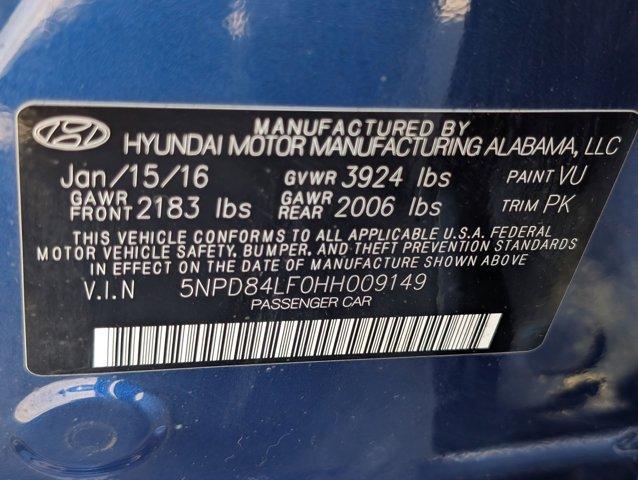 MANUFACTURED BY
HYUNDAI MOTOR MANUFACTURING ALABAMA, LLC
Jan/15/16 GVWR 3924 lbs PAINT VU
GAWR FRONT 2183 lbs GAWR REAR 2006 lbs TRIM PK
THIS VEHICLE CONFORMS TO ALL APPLICABLE U.S.A. FEDERAL
MOTOR VEHICLE SAFETY, BUMPER, AND THEFT PREVENTION STANDARDS
IN EFFECT ON THE DATE OF MANUFACTURE SHOWN ABOVE
V.I.N 5NPD84LF0HH009149
PASSENGER CAR